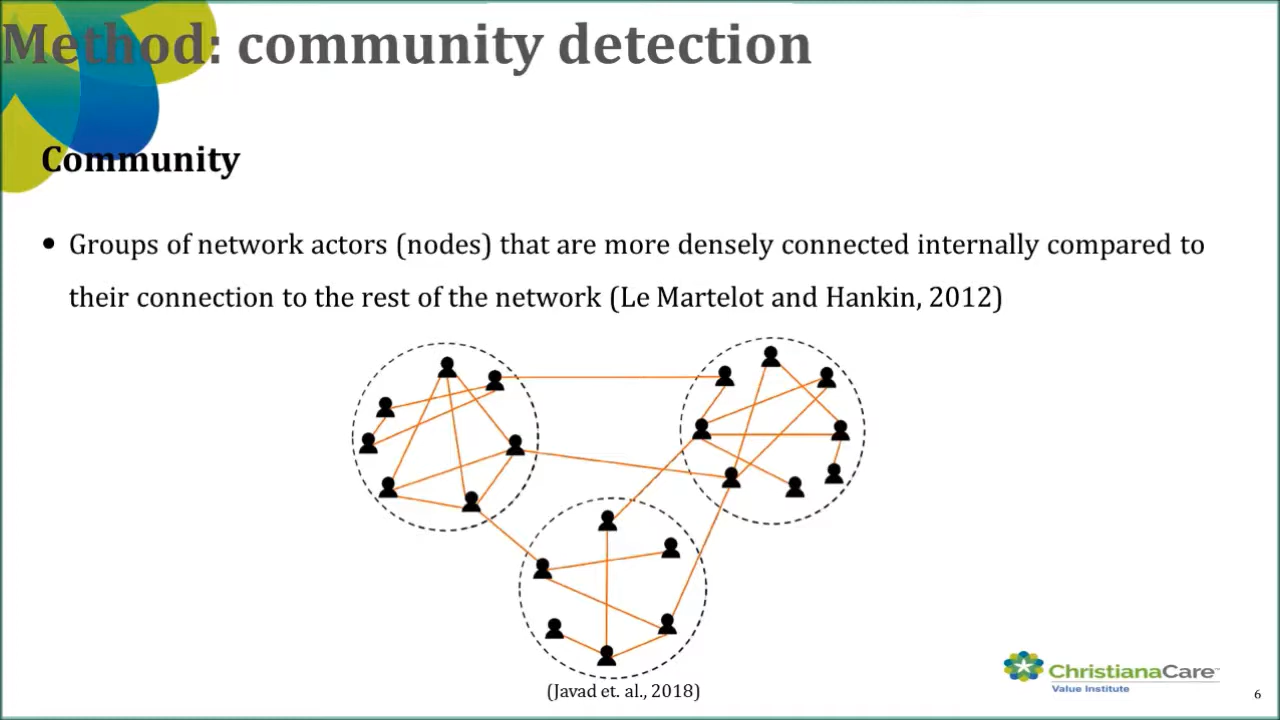 Method: community detection
Community
• Groups of network actors (nodes) that are more densely connected internally compared to
their connection to the rest of the network (Le Martelot and Hankin, 2012)
(Javad et. al., 2018)
ChristianaCare™
Value Institute
6